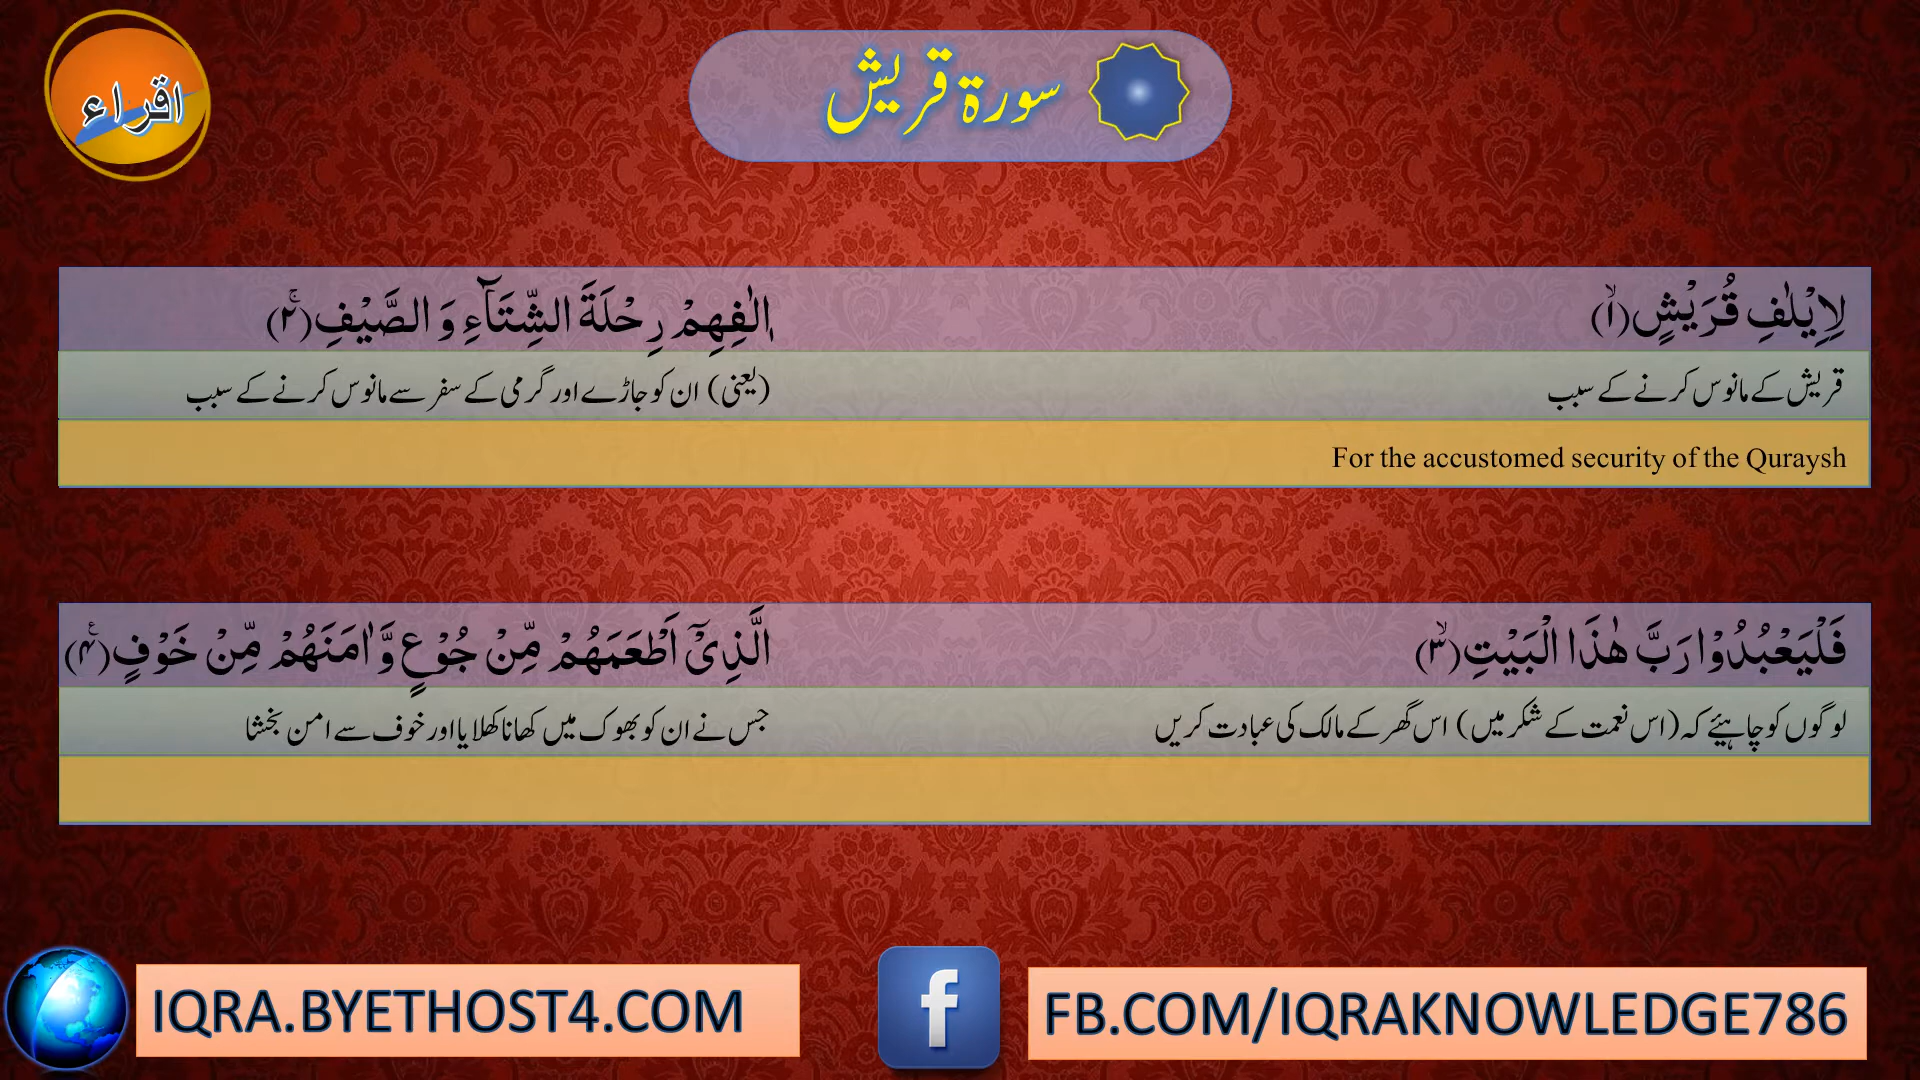 اقراء
سورۃ قریش
لِاِیْلٰفِ قُرَیْشٍۙ(۱)
اٖلٰفِهِمْ رِحْلَةَ الشِّتَآءِ وَ الصَّیْفِۚ(۲)
قریش کے مانوس کرنے کے سبب
(یعنی) ان کو جاڑے اور گرمی کے سفر سے مانوس کرنے کے سبب
For the accustomed security of the Quraysh
فَلْیَعْبُدُوْا رَبَّ هٰذَا الْبَیْتِۙ(۳)
الَّذِیْۤ اَطْعَمَهُمْ مِّنْ جُوْعٍ وَّ اٰمَنَهُمْ مِّنْ خَوْفٍ۠(۴)
لوگوں کو چاہیئے کہ (اس نعمت کے شکر میں) اس گھر کے مالک کی عبادت کریں
جس نے ان کو بھوک میں کھانا کھلایا اور خوف سے امن بخشا
IQRA.BYETHOST4.COM
FB.COM/IQRAKNOWLEDGE786